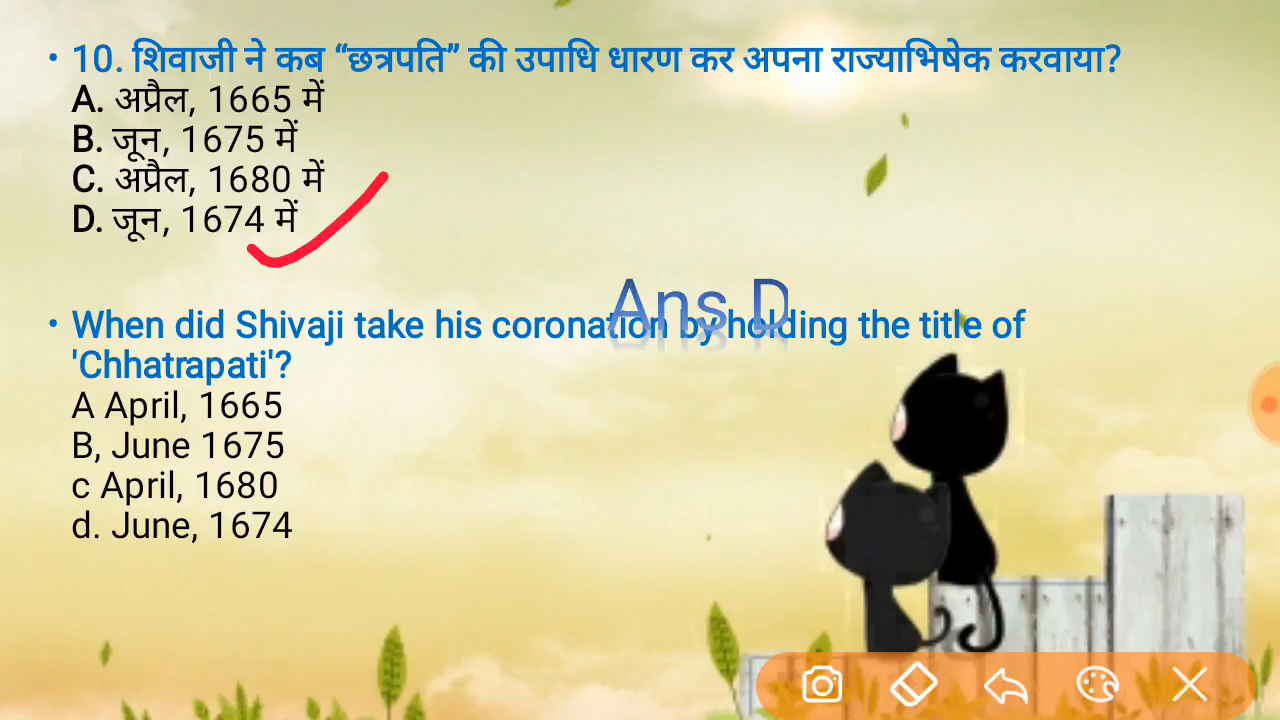 • 10. शिवाजी ने कब “छत्रपति” की उपाधि धारण कर अपना राज्याभिषेक करवाया?
A. अप्रैल, 1665 में
B. जून, 1675 में
C. अप्रैल, 1680 में
D. जून, 1674 में
Ans D
• When did Shivaji take his coronation by holding the title of
'Chhatrapati'?
A April, 1665
B, June 1675
c April, 1680
d. June, 1674